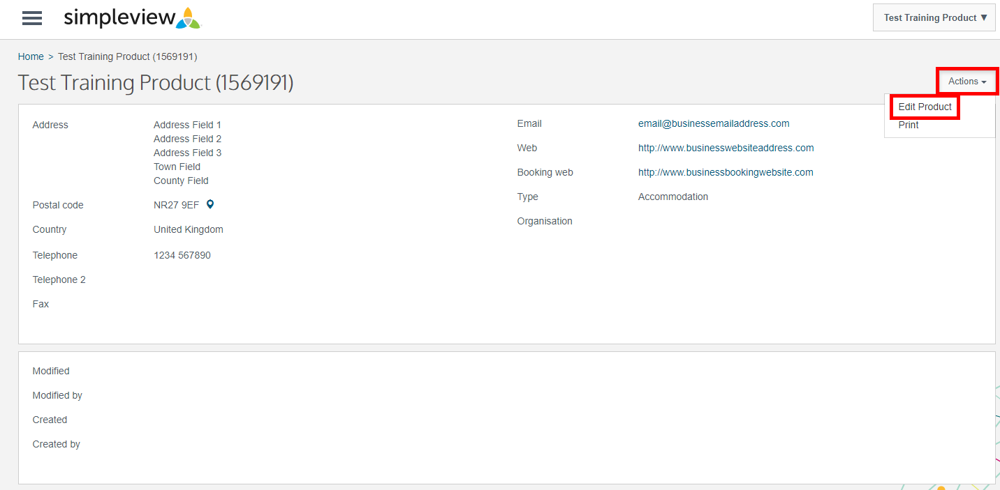 simpleview
Test Training Product ▼
Home > Test Training Product (1569191)
Test Training Product (1569191)
Actions
Edit Product
Print
Address
Address Field 1
Address Field 2
Address Field 3
Town Field
County Field
Postal code
NR27 9EF
Country
United Kingdom
Telephone
1234 567890
Telephone 2
Fax
Email
email@businessemailaddress.com
Web
http://www.businesswebsiteaddress.com
Booking web
http://www.businessbookingwebsite.com
Type
Accommodation
Organisation
Modified
Modified by
Created
Created by